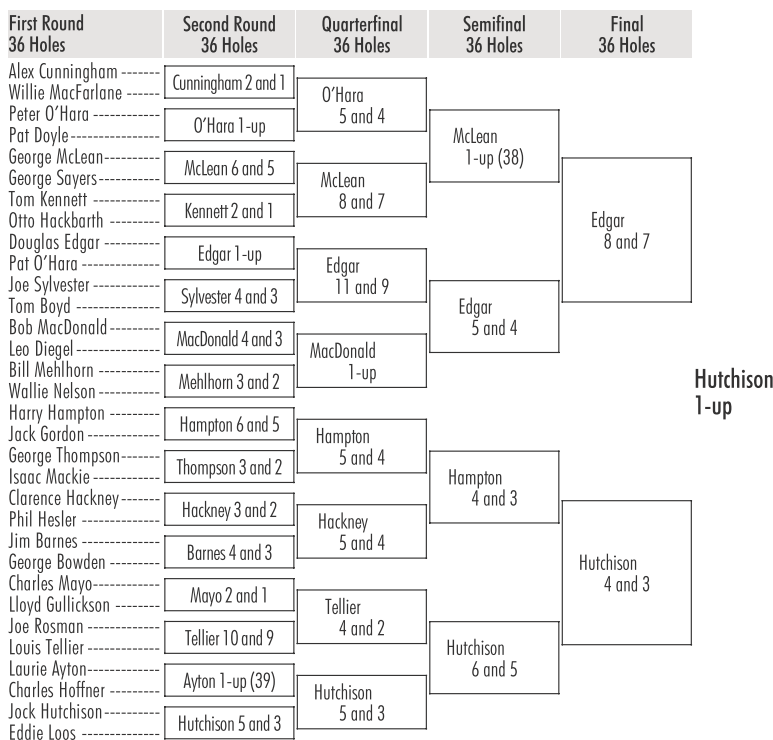 First Round
36 Holes
Second Round
36 Holes
Quarterfinal
36 Holes
Semifinal
36 Holes
Final
36 Holes
Alex Cunningham
Willie MacFarlane
Peter O'Hara
Pat Doyle
George McLean
George Sayers
Tom Kennett
Otto Hackbarth
Douglas Edgar
Pat O'Hara
Joe Sylvester
Tom Boyd
Bob MacDonald
Leo Diegel
Bill Mehlhorn
Wallie Nelson
Harry Hampton
Jack Gordon
George Thompson
Isaac Mackie
Clarence Hackney
Phil Hesler
Jim Barnes
George Bowden
Charles Mayo
Lloyd Gullickson
Joe Rosman
Louis Tellier
Laurie Ayton
Charles Hoffner
Jock Hutchison
Eddie Loos
Cunningham 2 and 1
O'Hara 1-up
McLean 6 and 5
Kennett 2 and 1
Edgar 1-up
Sylvester 4 and 3
MacDonald 4 and 3
Mehlhorn 3 and 2
Hampton 6 and 5
Thompson 3 and 2
Hackney 3 and 2
Barnes 4 and 3
Mayo 2 and 1
Tellier 10 and 9
Ayton 1-up (39)
Hutchison 5 and 3
O'Hara
5 and 4
McLean
8 and 7
Edgar
11 and 9
MacDonald
1-up
Hampton
5 and 4
Hackney
5 and 4
Tellier
4 and 2
Hutchison
5 and 3
McLean
1-up (38)
Edgar
5 and 4
Hampton
4 and 3
Hutchison
6 and 5
Edgar
8 and 7
Hutchison
4 and 3
Hutchison
1-up